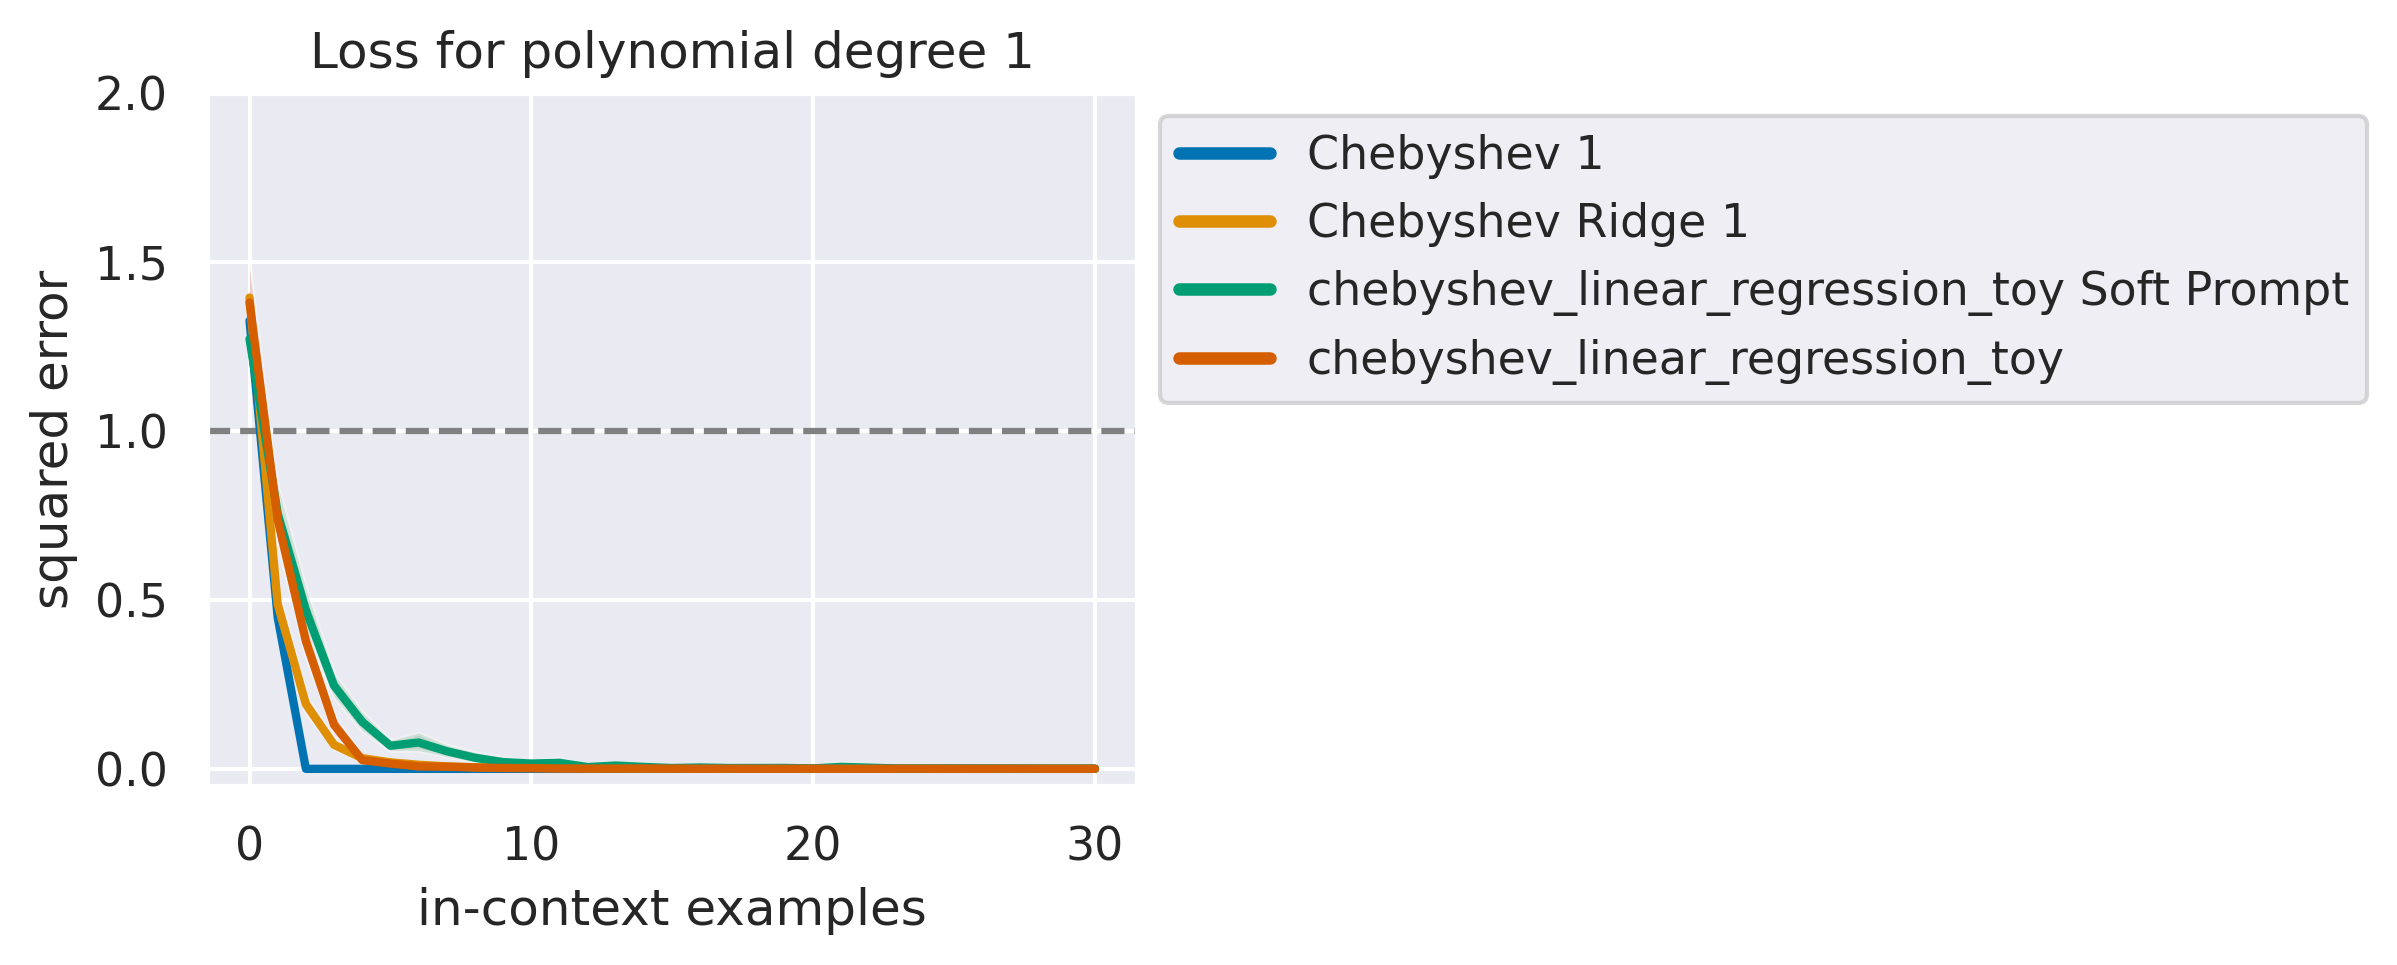 Loss for polynomial degree 1
2.0
1.5
1.0
0.5
0.0
squared error
0 10 20 30
in-context examples
Chebyshev 1
Chebyshev Ridge 1
chebyshev_linear_regression_toy Soft Prompt
chebyshev_linear_regression_toy